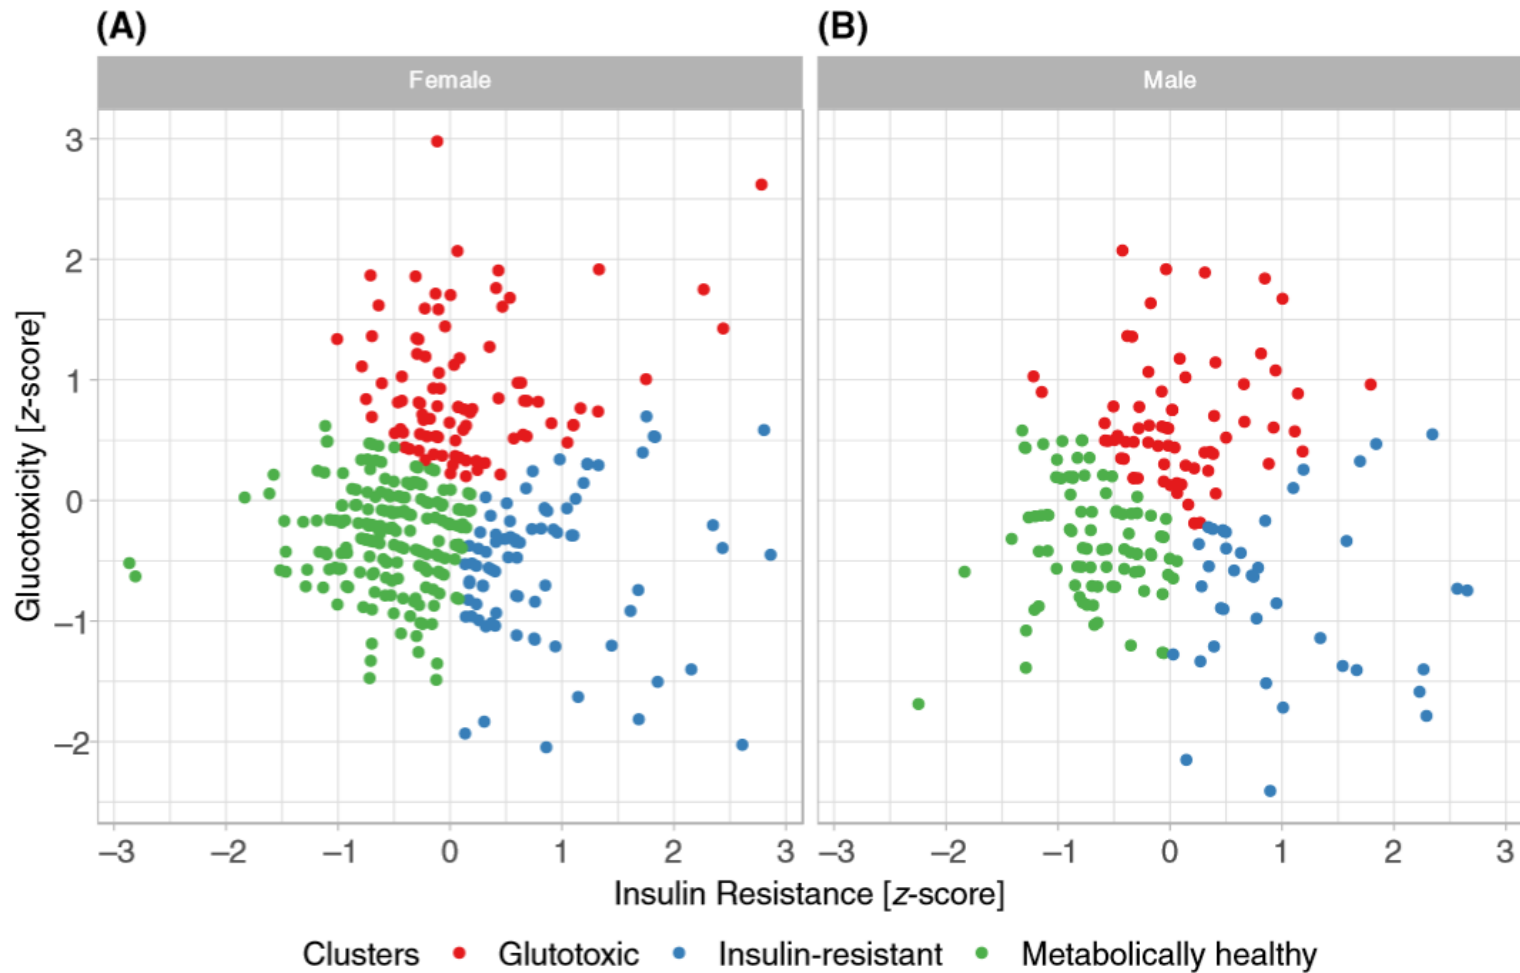 (A) (B)
Female Male
3
2
1
0
−1
−2
Glucotoxicity [z-score]
−3 −2 −1 0 1 2 3 −3 −2 −1 0 1 2 3
Insulin Resistance [z-score]
Clusters Glutotoxic Insulin-resistant Metabolically healthy